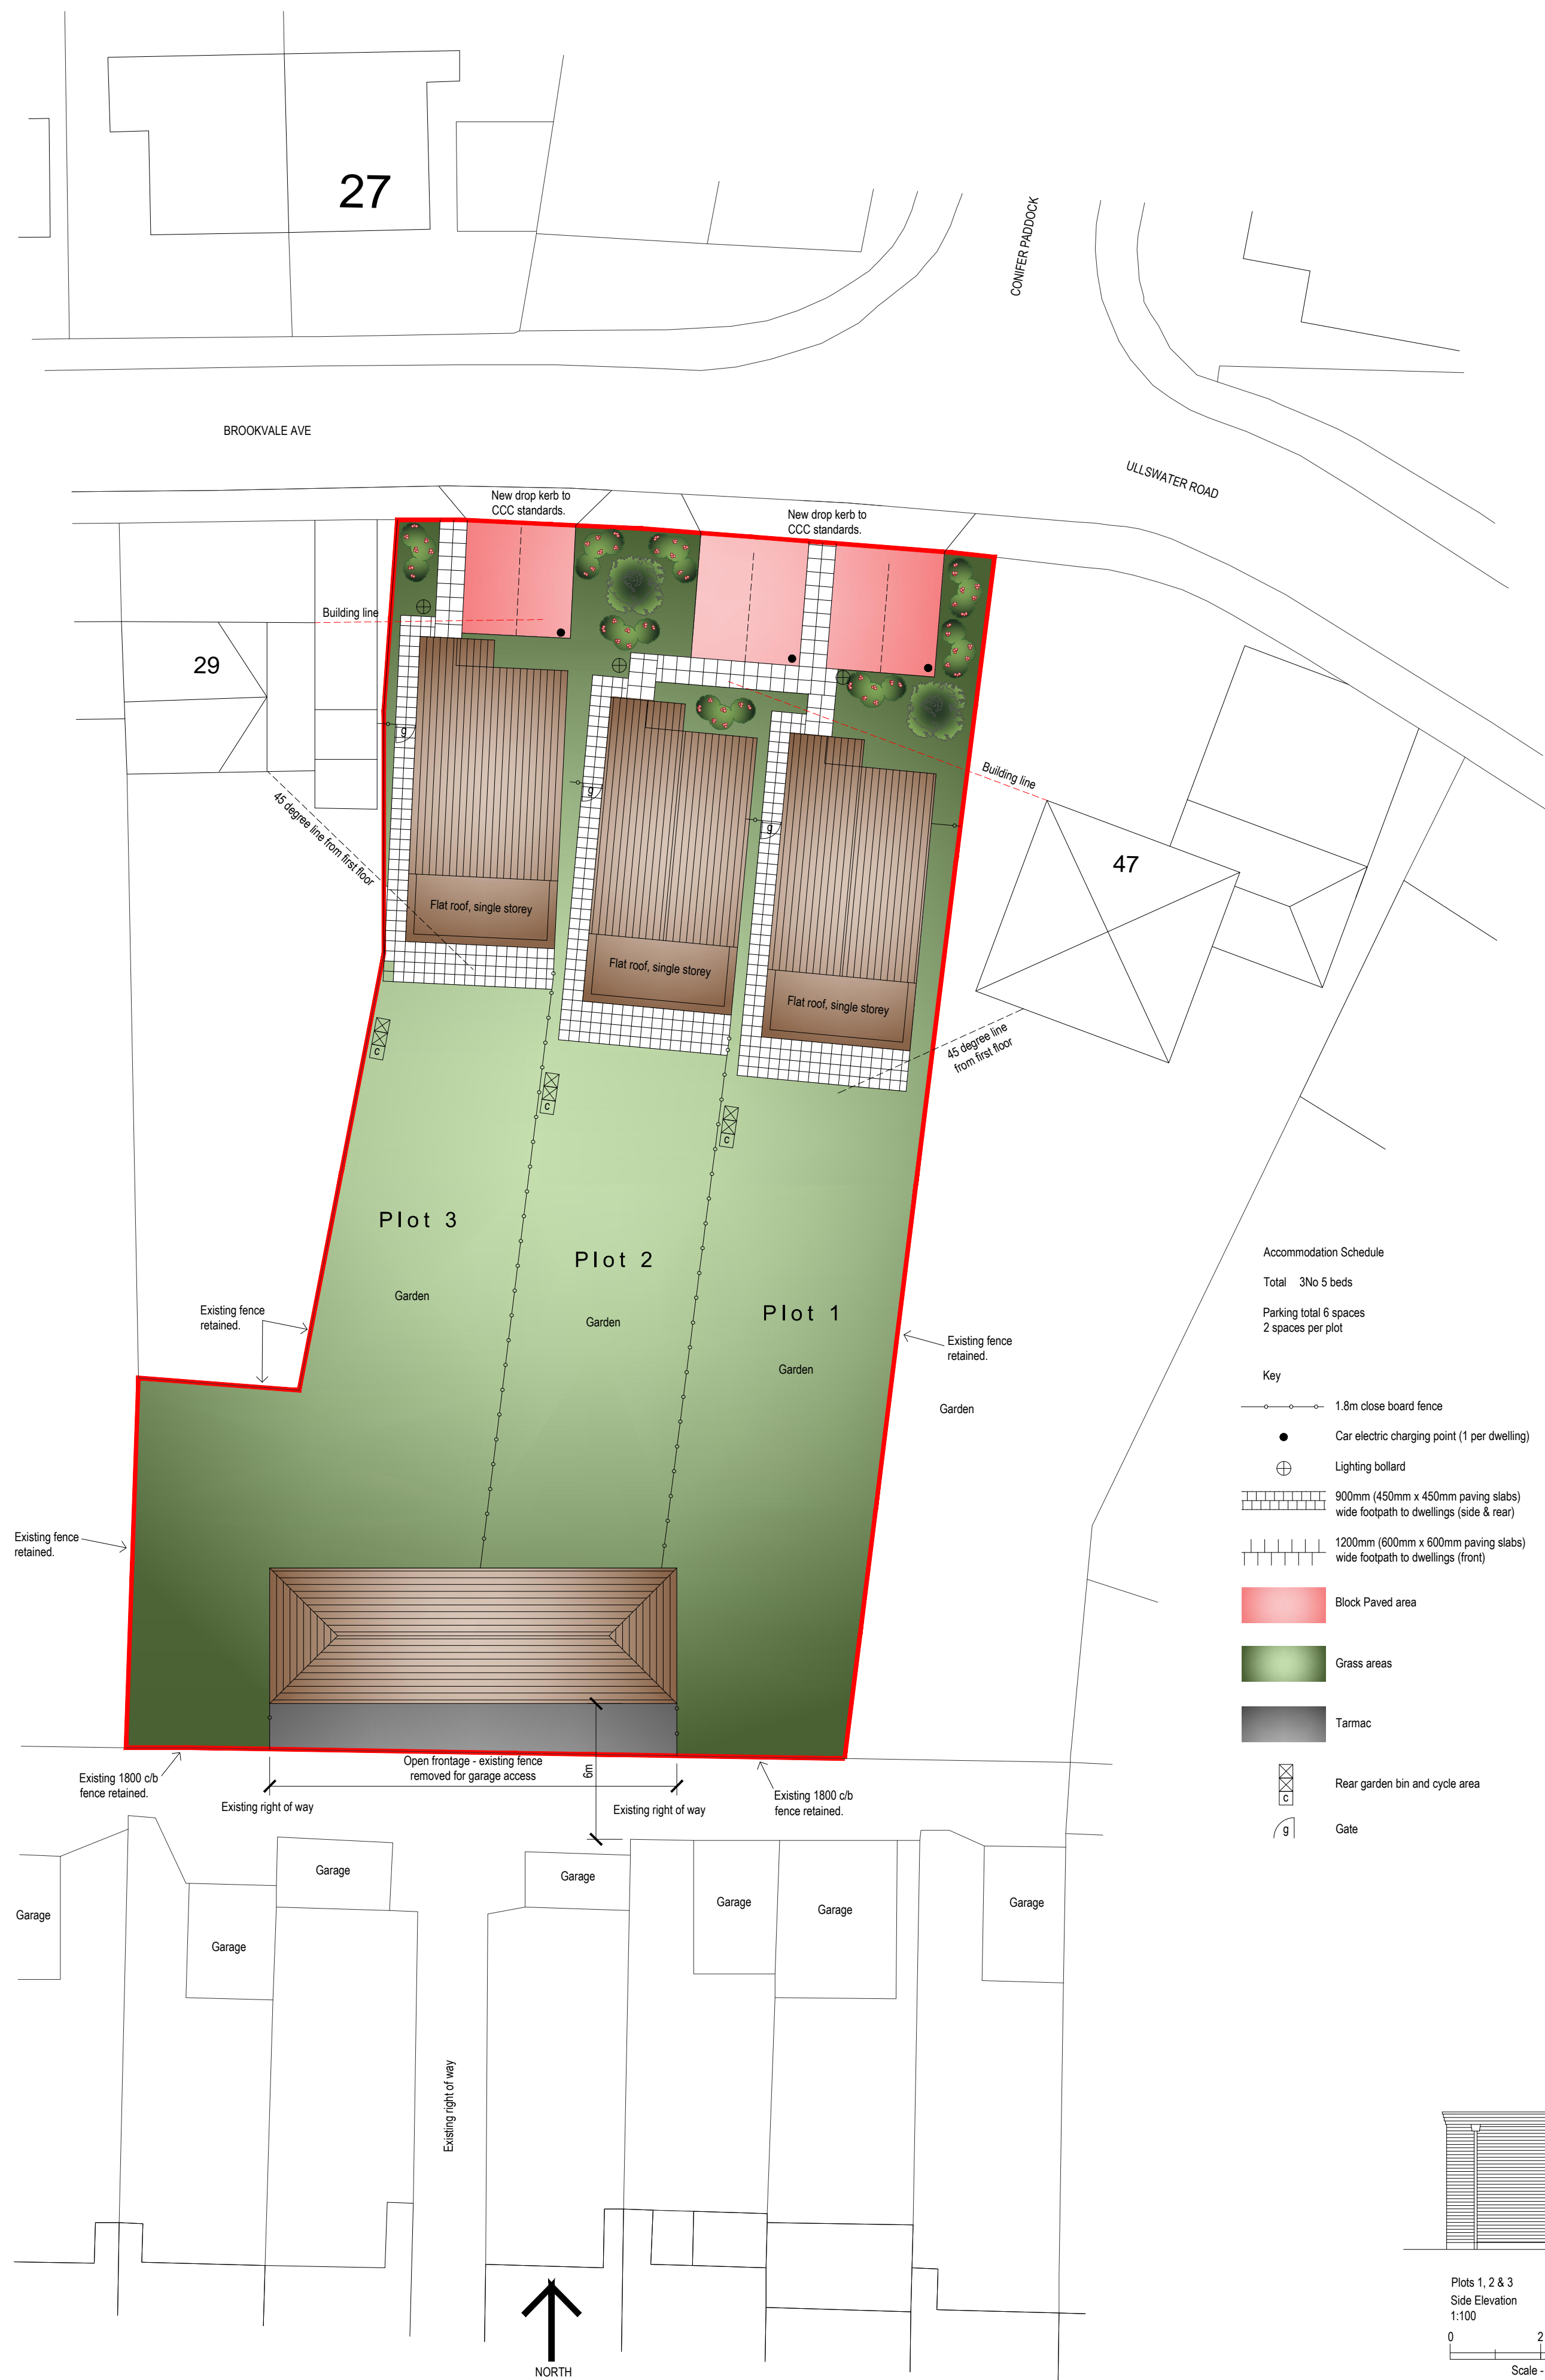 27
CONIFER PADDOCK
BROOKVALE AVE
ULLSWATER ROAD
New drop kerb to
CCC standards.
New drop kerb to
CCC standards.
Building line
29
g
45 degree line from first floor
g
g
Building line
47
Flat roof, single storey
Flat roof, single storey
Flat roof, single storey
45 degree line
from first floor
c
c
c
Plot 3
Garden
Plot 2
Garden
Plot 1
Garden
Existing fence
retained.
Existing fence
retained.
Garden
Existing fence
retained.
Accommodation Schedule
Total 3No 5 beds
Parking total 6 spaces
2 spaces per plot
Key
1.8m close board fence
Car electric charging point (1 per dwelling)
Lighting bollard
900mm (450mm x 450mm paving slabs)
wide footpath to dwellings (side & rear)
1200mm (600mm x 600mm paving slabs)
wide footpath to dwellings (front)
Block Paved area
Grass areas
Tarmac
c
Rear garden bin and cycle area
g
Gate
Open frontage - existing fence
removed for garage access
6m
Existing 1800 c/b
fence retained.
Existing right of way
Existing right of way
Existing 1800 c/b
fence retained.
Garage
Garage
Garage
Garage
Garage
Garage
Garage
Existing right of way
NORTH
Plots 1, 2 & 3
Side Elevation
1:100
0 2
Scale -